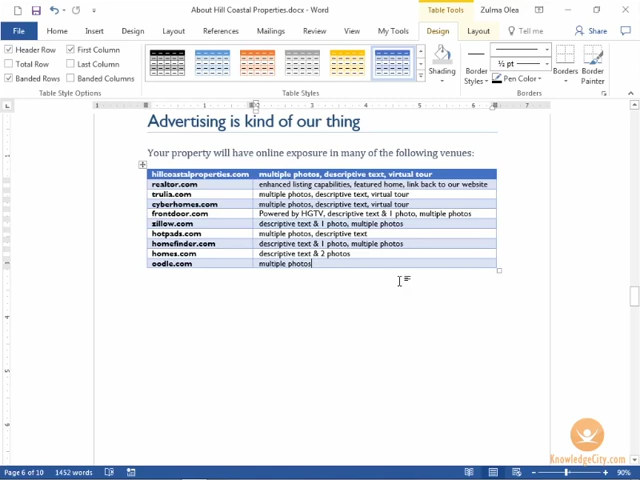 About Hill Coastal Properties.docx - Word
Table Tools
Zulma Olea
File
Home
Insert
Draw
Design
Layout
References
Mailings
Review
View
My Tools
Design
Layout
Tell me
Share
Header Row
First Column
Total Row
Last Column
Banded Rows
Banded Columns
Table Style Options
Table Styles
Shading
Border Styles
½ pt
Pen Color
Borders
Border Painter
Borders
Advertising is kind of our thing
Your property will have online exposure in many of the following venues:
hillcoastalproperties.com multiple photos, descriptive text, virtual tour
realtor.com enhanced listing capabilities, featured home, link back to our website
trulia.com multiple photos, descriptive text, virtual tour
cyberhomes.com multiple photos, descriptive text, virtual tour
frontdoor.com Powered by HGTV, descriptive text & 1 photo, multiple photos
zillow.com descriptive text & 1 photo, multiple photos
hotpads.com multiple photos, descriptive text
homefinder.com descriptive text & 1 photo, multiple photos
homes.com descriptive text & 2 photos
oodle.com multiple photos
KnowledgeCity.com
Page 6 of 10
1452 words
90%